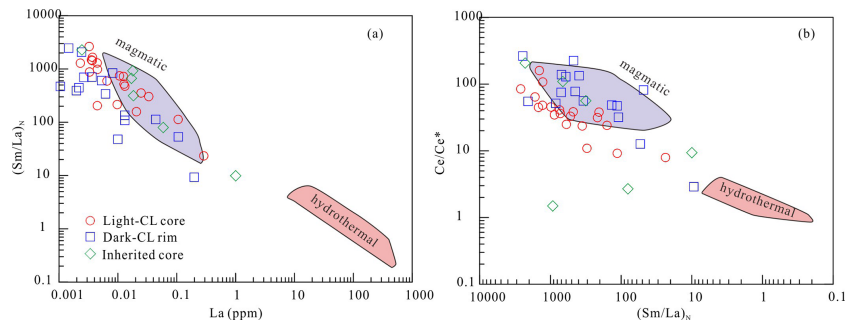 (a)
10000
1000
100
10
1
0.1
(Sm/La)N
magmatic
hydrothermal
Light-CL core
Dark-CL rim
Inherited core
0.001 0.01 0.1 1 10 100 1000
La (ppm)
(b)
1000
100
10
1
0.1
Ce/Ce*
magmatic
hydrothermal
10000 1000 100 10 1 0.1
(Sm/La)N